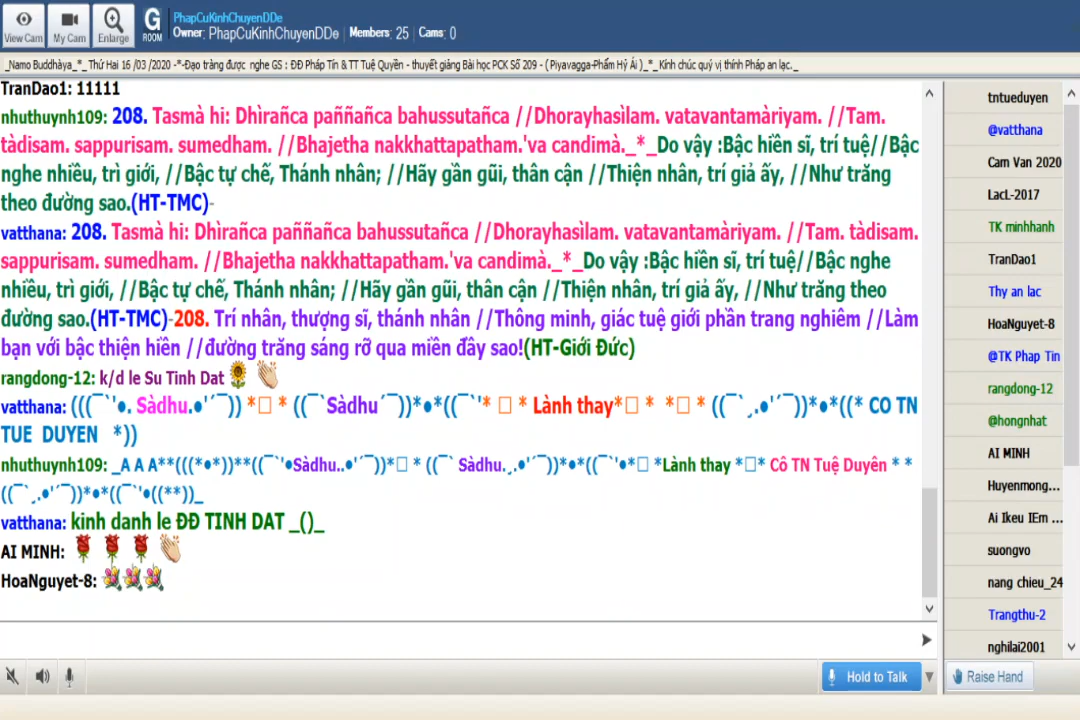 View Cam
My Cam
Enlarge
G
ROOM
PhapCuKinhChuyenDDe
Owner: PhapCuKinhChuyenDDe | Members: 25 | Cams: 0
_Namo Buddhàya_*_ Thứ Hai 16 /03 /2020 -*-Đạo tràng được nghe GS : ĐĐ Pháp Tín & TT Tuệ Quyền - thuyết giảng Bài học PCK Số 209 - ( Piyavagga-Phẩm Hỷ Ái )_*_ Kính chúc quý vị thính Pháp an lạc._
TranDao1: 11111
nhuthuynh109: 208. Tasmà hi: Dhìrañca paññañca bahussutañca //Dhorayhasìlam. vatavantamàriyam. //Tam.
tàdisam. sappurisam. sumedham. //Bhajetha nakkhattapatham.'va candimà._*_Do vậy :Bậc hiền sĩ, trí tuệ//Bậc
nghe nhiều, trì giới, //Bậc tự chế, Thánh nhân; //Hãy gần gũi, thân cận //Thiện nhân, trí giả ấy, //Như trăng
theo đường sao.(HT-TMC)-
vatthana: 208. Tasmà hi: Dhìrañca paññañca bahussutañca //Dhorayhasìlam. vatavantamàriyam. //Tam. tàdisam.
sappurisam. sumedham. //Bhajetha nakkhattapatham.'va candimà._*_Do vậy :Bậc hiền sĩ, trí tuệ//Bậc nghe
nhiều, trì giới, //Bậc tự chế, Thánh nhân; //Hãy gần gũi, thân cận //Thiện nhân, trí giả ấy, //Như trăng theo
đường sao.(HT-TMC)-208. Trí nhân, thượng sĩ, thánh nhân //Thông minh, giác tuệ giới phần trang nghiêm //Làm
bạn với bậc thiện hiền //đường trăng sáng rỡ qua miền đầy sao!(HT-Giới Đức)
rangdong-12: k/d le Su Tinh Dat 🌻 👏
vatthana: (((¯`'•. Sàdhu.•'´¯)) *□ * ((¯`Sàdhu´¯))*•*((¯`'* □ * Lành thay*□ * *□ * ((¯`¸.•'´¯))*•*((* CO TN
TUE DUYEN *))
nhuthuynh109: _A A A**(((*•*))**((¯`'•Sàdhu..•'´¯))*□ * ((¯` Sàdhu.¸.•'´¯))*•*((¯`'•*□ *Lành thay *□* Cô TN Tuệ Duyên * *
((¯`¸.•'´¯))*•*((¯`'•((**))_
vatthana: kinh danh le ĐĐ TINH DAT _()_
AI MINH: 🌹 🌹 🌹 👏
HoaNguyet-8: 💐💐💐
tntueduyen
@vatthana
Cam Van 2020
LacL-2017
TK minhhanh
TranDao1
Thy an lac
HoaNguyet-8
@TK Phap Tin
rangdong-12
@hongnhat
AI MINH
Huyenmong...
Ai Ikeu IEm ...
suongvo
nang chieu_24
Trangthu-2
nghilai2001
Hold to Talk
Raise Hand